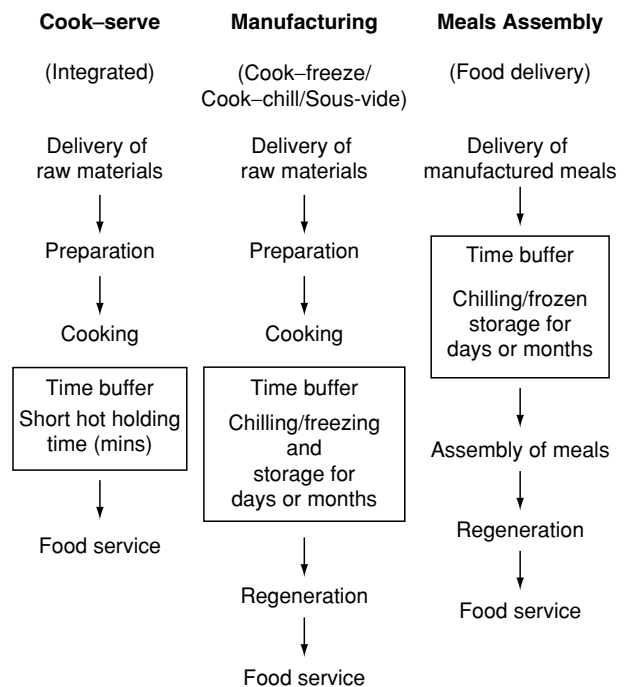 Cook–serve
(Integrated)
Delivery of
raw materials
Preparation
Cooking
Time buffer
Short hot holding
time (mins)
Food service
Manufacturing
(Cook–freeze/
Cook–chill/Sous-vide)
Delivery of
raw materials
Preparation
Cooking
Time buffer
Chilling/freezing
and
storage for
days or months
Regeneration
Food service
Meals Assembly
(Food delivery)
Delivery of
manufactured meals
Time buffer
Chilling/frozen
storage for
days or months
Assembly of meals
Regeneration
Food service